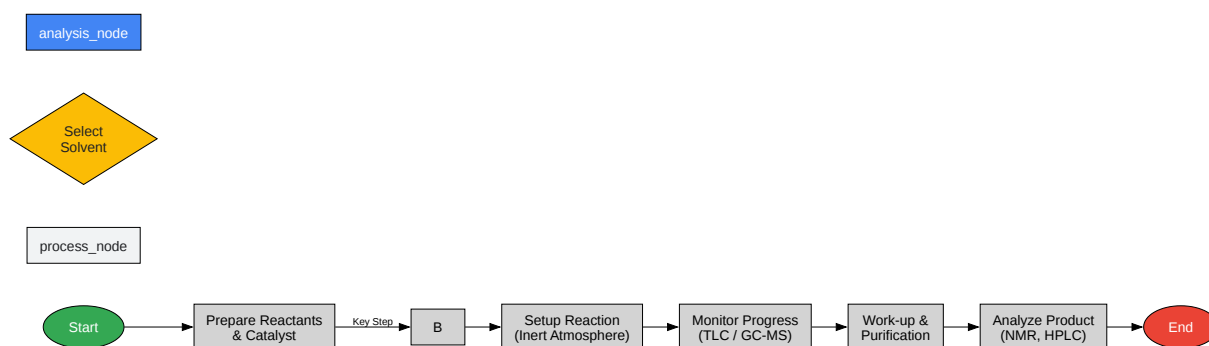 analysis_node
Select
Solvent
process_node
Start
Prepare Reactants
& Catalyst
Key Step
B
Setup Reaction
(Inert Atmosphere)
Monitor Progress
(TLC / GC-MS)
Work-up &
Purification
Analyze Product
(NMR, HPLC)
End